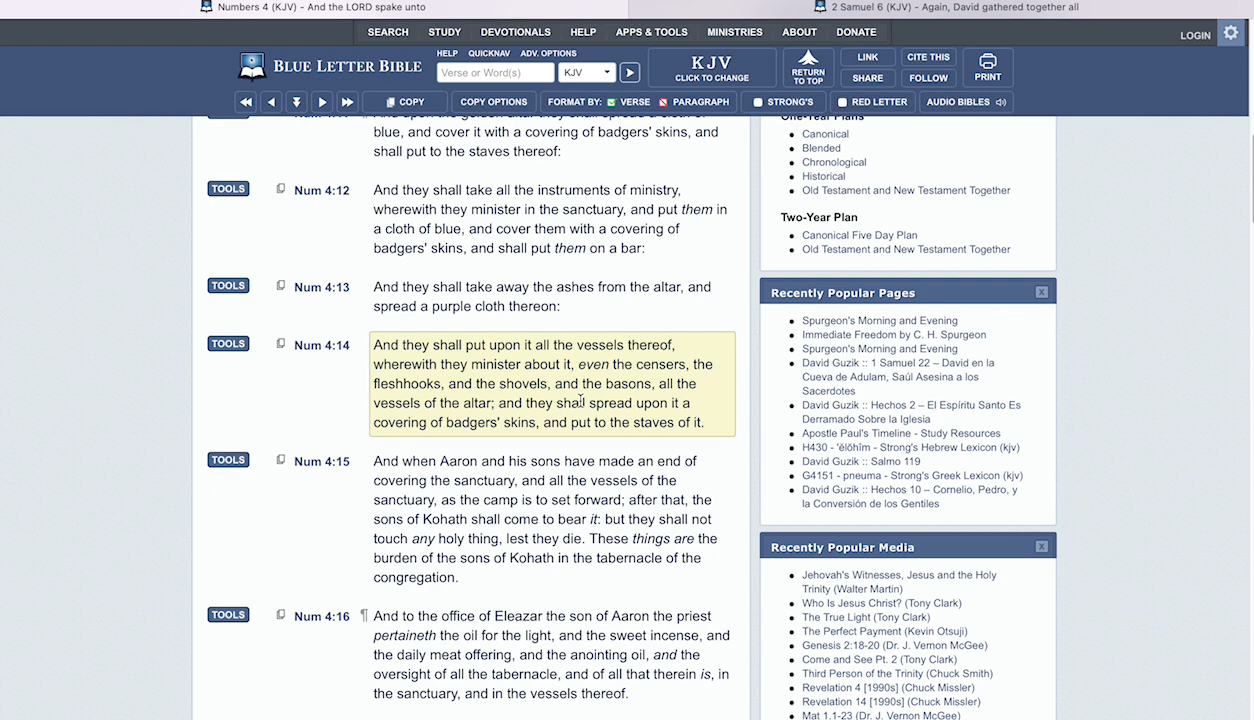 Numbers 4 (KJV) - And the LORD spake unto
2 Samuel 6 (KJV) - Again, David gathered together all
SEARCH STUDY DEVOTIONALS HELP APPS & TOOLS MINISTRIES ABOUT DONATE
LOGIN
BLUE LETTER BIBLE
HELP QUICKNAV ADV. OPTIONS
Verse or Word(s)
KJV
KJV
CLICK TO CHANGE
RETURN
TO TOP
LINK
CITE THIS
SHARE
FOLLOW
PRINT
COPY
COPY OPTIONS
FORMAT BY: VERSE PARAGRAPH
STRONG'S
RED LETTER
AUDIO BIBLES
blue, and cover it with a covering of badgers' skins, and
shall put to the staves thereof:
TOOLS
Num 4:12
And they shall take all the instruments of ministry,
wherewith they minister in the sanctuary, and put them in
a cloth of blue, and cover them with a covering of
badgers' skins, and shall put them on a bar:
TOOLS
Num 4:13
And they shall take away the ashes from the altar, and
spread a purple cloth thereon:
TOOLS
Num 4:14
And they shall put upon it all the vessels thereof,
wherewith they minister about it, even the censers, the
fleshhooks, and the shovels, and the basons, all the
vessels of the altar; and they shall spread upon it a
covering of badgers' skins, and put to the staves of it.
TOOLS
Num 4:15
And when Aaron and his sons have made an end of
covering the sanctuary, and all the vessels of the
sanctuary, as the camp is to set forward; after that, the
sons of Kohath shall come to bear it: but they shall not
touch any holy thing, lest they die. These things are the
burden of the sons of Kohath in the tabernacle of the
congregation.
TOOLS
Num 4:16
¶ And to the office of Eleazar the son of Aaron the priest
pertaineth the oil for the light, and the sweet incense, and
the daily meat offering, and the anointing oil, and the
oversight of all the tabernacle, and of all that therein is, in
the sanctuary, and in the vessels thereof.
One-Year Plans
Canonical
Blended
Chronological
Historical
Old Testament and New Testament Together
Two-Year Plan
Canonical Five Day Plan
Old Testament and New Testament Together
Recently Popular Pages
X
Spurgeon's Morning and Evening
Immediate Freedom by C. H. Spurgeon
Spurgeon's Morning and Evening
David Guzik :: 1 Samuel 22 – David en la
Cueva de Adulam, Saúl Asesina a los
Sacerdotes
David Guzik :: Hechos 2 – El Espíritu Santo Es
Derramado Sobre la Iglesia
Apostle Paul's Timeline - Study Resources
H430 - 'ĕlōhîm - Strong's Hebrew Lexicon (kjv)
David Guzik :: Salmo 119
G4151 - pneuma - Strong's Greek Lexicon (kjv)
David Guzik :: Hechos 10 – Cornelio, Pedro, y
la Conversión de los Gentiles
Recently Popular Media
X
Jehovah's Witnesses, Jesus and the Holy
Trinity (Walter Martin)
Who Is Jesus Christ? (Tony Clark)
The True Light (Tony Clark)
The Perfect Payment (Kevin Otsuji)
Genesis 2:18-20 (Dr. J. Vernon McGee)
Come and See Pt. 2 (Tony Clark)
Third Person of the Trinity (Chuck Smith)
Revelation 4 [1990s] (Chuck Missler)
Revelation 14 [1990s] (Chuck Missler)
Mat 1.1-23 (Dr. J. Vernon McGee)